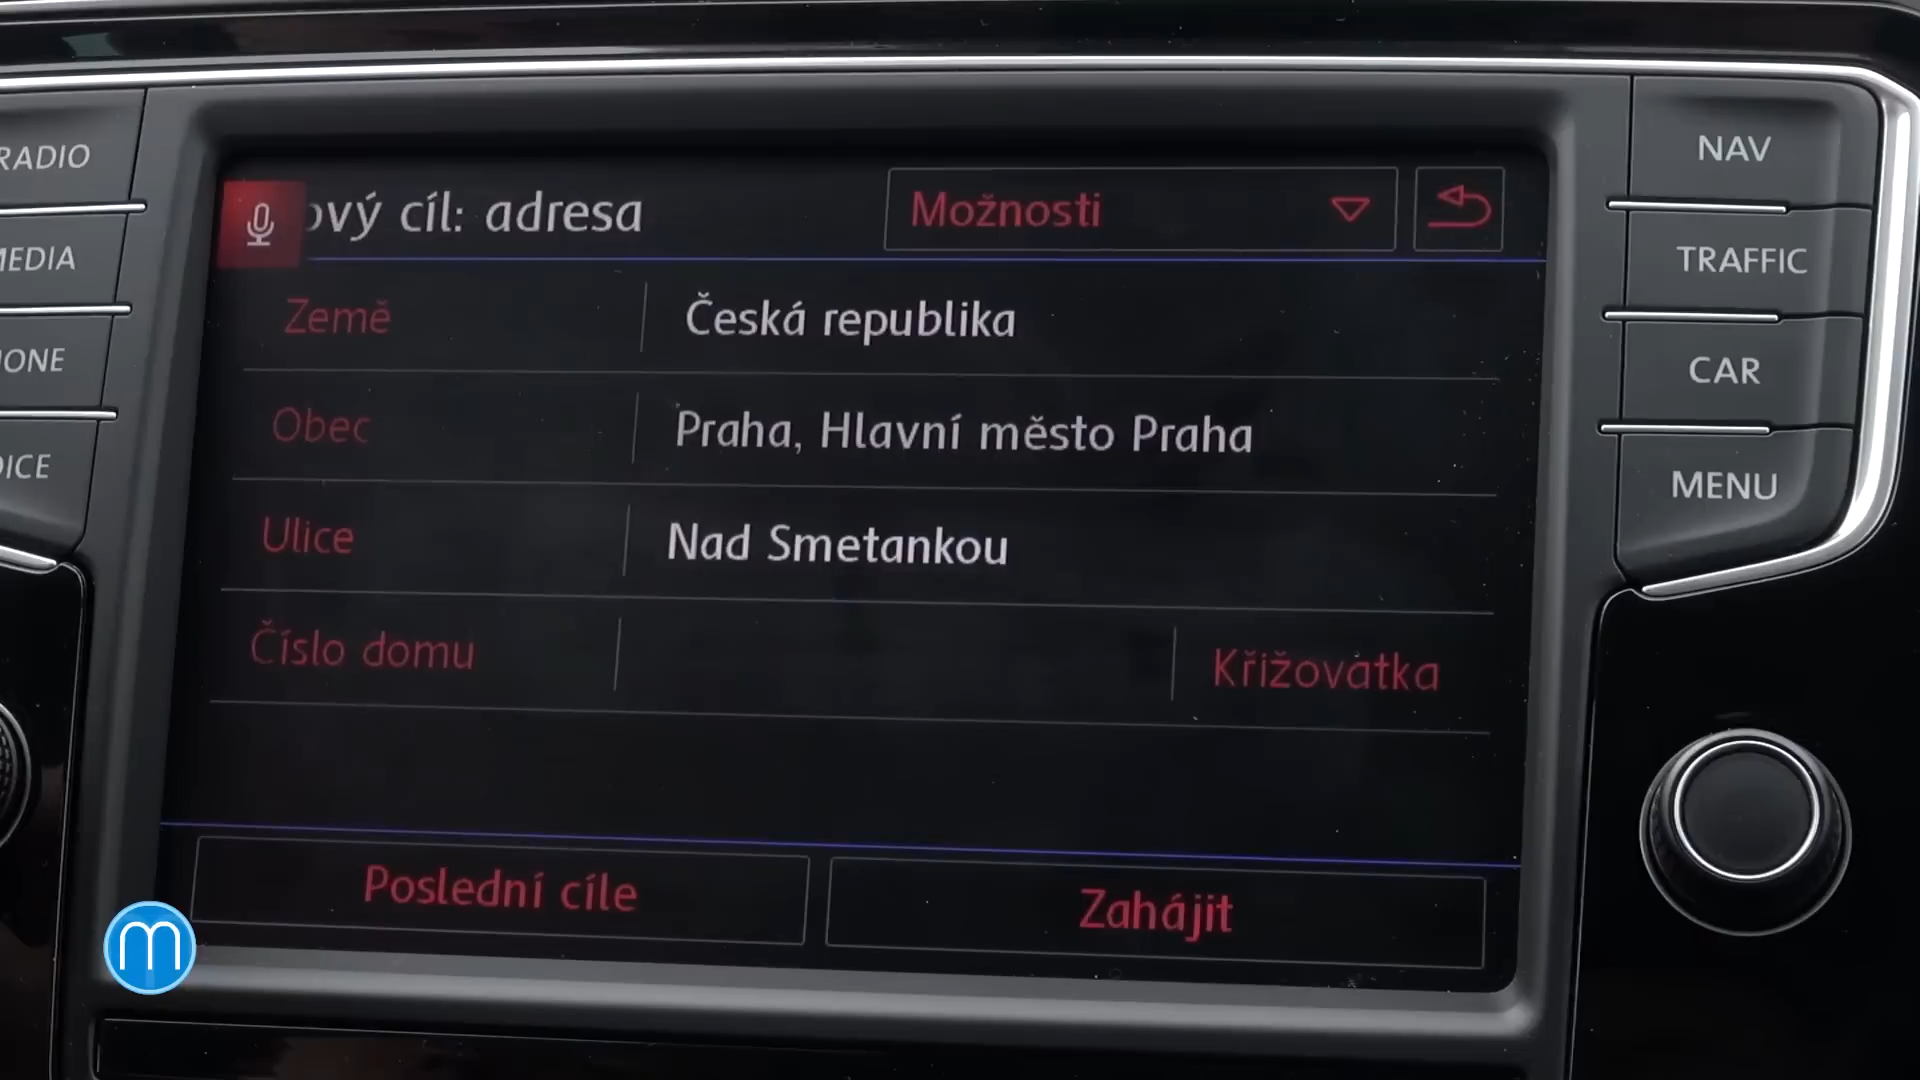 RADIO
MEDIA
ONE
OICE
ový cíl: adresa
Možnosti
Země
Česká republika
Obec
Praha, Hlavní město Praha
Ulice
Nad Smetankou
Číslo domu
Křižovatka
Poslední cíle
Zahájit
NAV
TRAFFIC
CAR
MENU
m